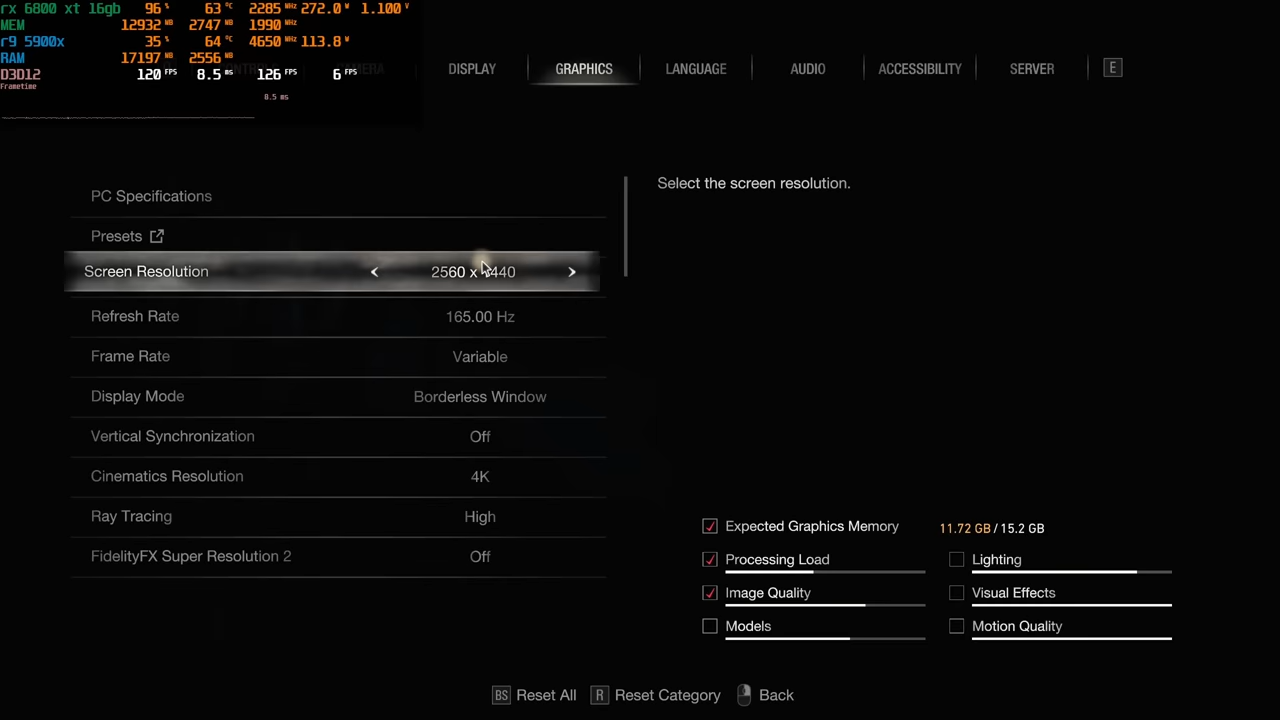 rx 6800 xt 16gb 96 % 63 °C 2285 MHz 272.0 W 1.100 V
MEM 12932 MB 2747 MB 1990 MHz
r9 5900x 35 % 64 °C 4650 MHz 113.8 W
RAM 17197 MB 2556 MB
D3D12 120 FPS 8.5 ms 126 FPS 6 FPS
Frametime
8.5 ms
DISPLAY GRAPHICS LANGUAGE AUDIO ACCESSIBILITY SERVER E
PC Specifications
Select the screen resolution.
Presets
Screen Resolution 2560 x 1440
Refresh Rate 165.00 Hz
Frame Rate Variable
Display Mode Borderless Window
Vertical Synchronization Off
Cinematics Resolution 4K
Ray Tracing High
FidelityFX Super Resolution 2 Off
Expected Graphics Memory 11.72 GB / 15.2 GB
Processing Load Lighting
Image Quality Visual Effects
Models Motion Quality
BS Reset All R Reset Category Back